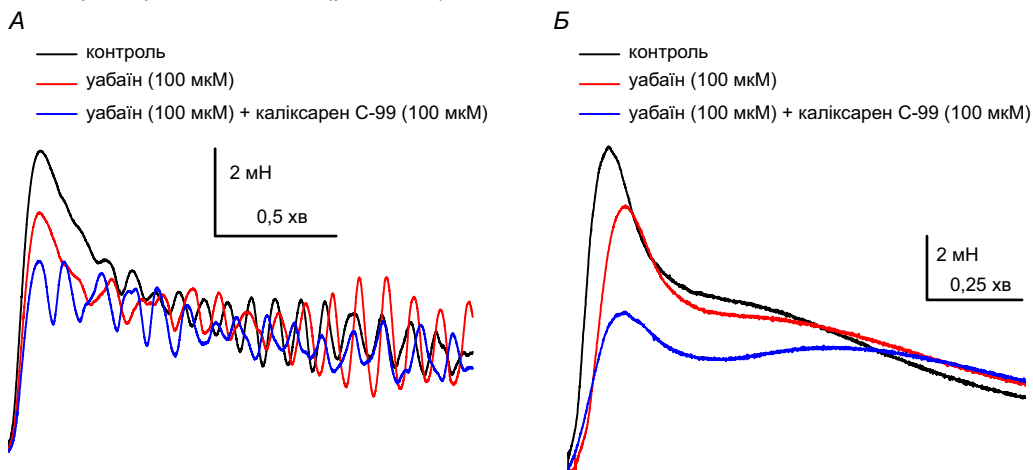 А
контроль
уабаїн (100 мкМ)
уабаїн (100 мкМ) + каліксарен С-99 (100 мкМ)
2 мН
0,5 хв
Б
контроль
уабаїн (100 мкМ)
уабаїн (100 мкМ) + каліксарен С-99 (100 мкМ)
2 мН
0,25 хв